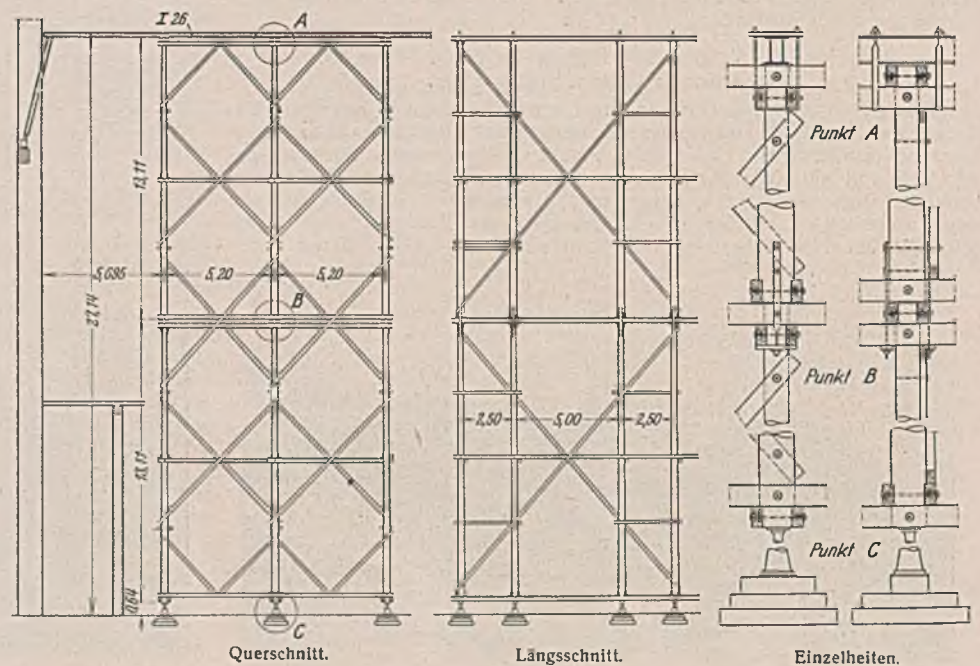 I 26
A
13,11
5,695
5,20
5,20
27,14
B
13,11
0,64
C
2,50
5,00
2,50
Punkt A
Punkt B
Punkt C
Querschnitt.
Längsschnitt.
Einzelheiten.